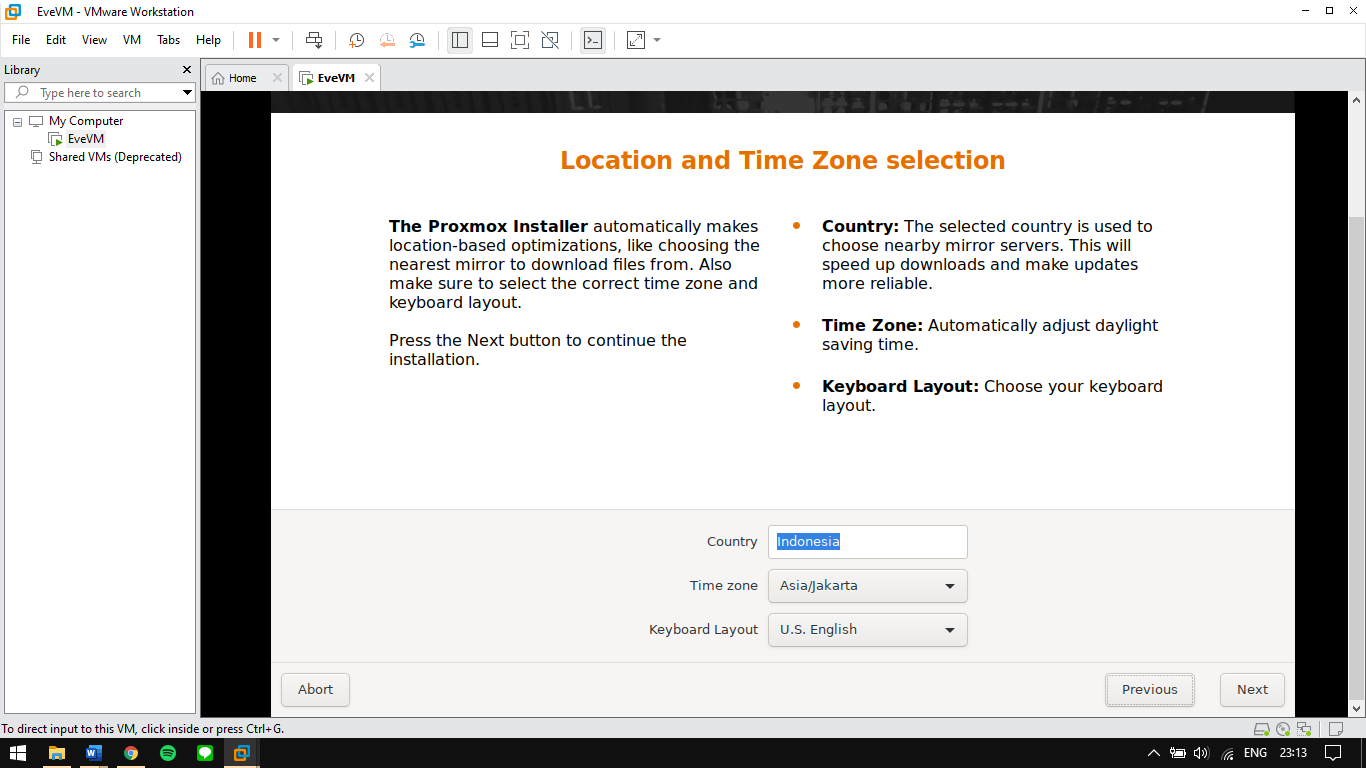 EveVM - VMware Workstation
File Edit View VM Tabs Help
Library
Type here to search
My Computer
EveVM
Shared VMs (Deprecated)
Home
EveVM
Location and Time Zone selection
The Proxmox Installer automatically makes
location-based optimizations, like choosing the
nearest mirror to download files from. Also
make sure to select the correct time zone and
keyboard layout.
Press the Next button to continue the
installation.
• Country: The selected country is used to
choose nearby mirror servers. This will
speed up downloads and make updates
more reliable.
• Time Zone: Automatically adjust daylight
saving time.
• Keyboard Layout: Choose your keyboard
layout.
Country Indonesia
Time zone Asia/Jakarta
Keyboard Layout U.S. English
Abort Previous Next
To direct input to this VM, click inside or press Ctrl+G.
ENG 23:13